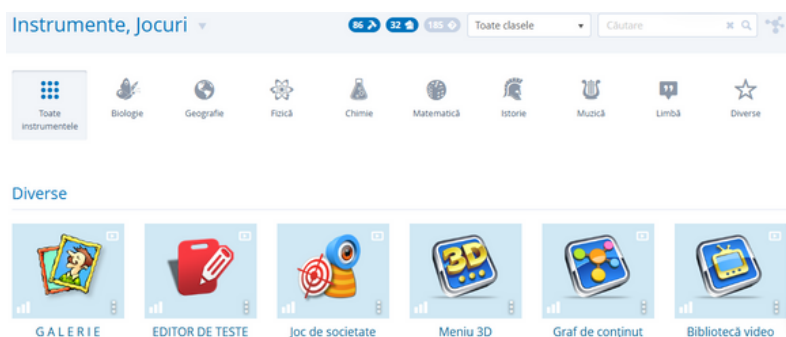 Instrumente, Jocuri
86 32 185 Toate clasele Căutare
Toate instrumentele
Biologie
Geografie
Fizică
Chimie
Matematică
Istorie
Muzică
Limbă
Diverse
Diverse
3D
GALERIE
EDITOR DE TESTE
Joc de societate
Meniu 3D
Graf de conținut
Bibliotecă video